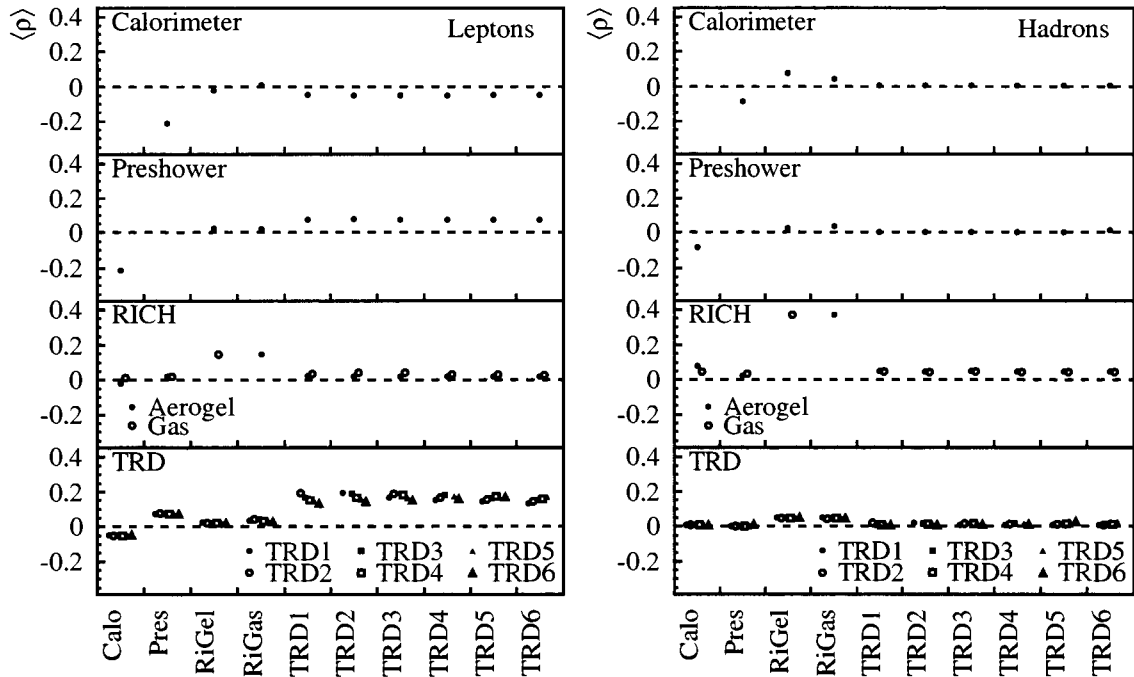 ⟨ρ⟩
0.4
0.2
0
-0.2
Calorimeter
Leptons
0.4
0.2
0
-0.2
Preshower
0.4
0.2
0
-0.2
RICH
Aerogel
Gas
0.4
0.2
0
-0.2
TRD
TRD1 TRD3 TRD5
TRD2 TRD4 TRD6
Calo Pres RiGel RiGas TRD1 TRD2 TRD3 TRD4 TRD5 TRD6
⟨ρ⟩
0.4
0.2
0
-0.2
Calorimeter
Hadrons
0.4
0.2
0
-0.2
Preshower
0.4
0.2
0
-0.2
RICH
Aerogel
Gas
0.4
0.2
0
-0.2
TRD
TRD1 TRD3 TRD5
TRD2 TRD4 TRD6
Calo Pres RiGel RiGas TRD1 TRD2 TRD3 TRD4 TRD5 TRD6